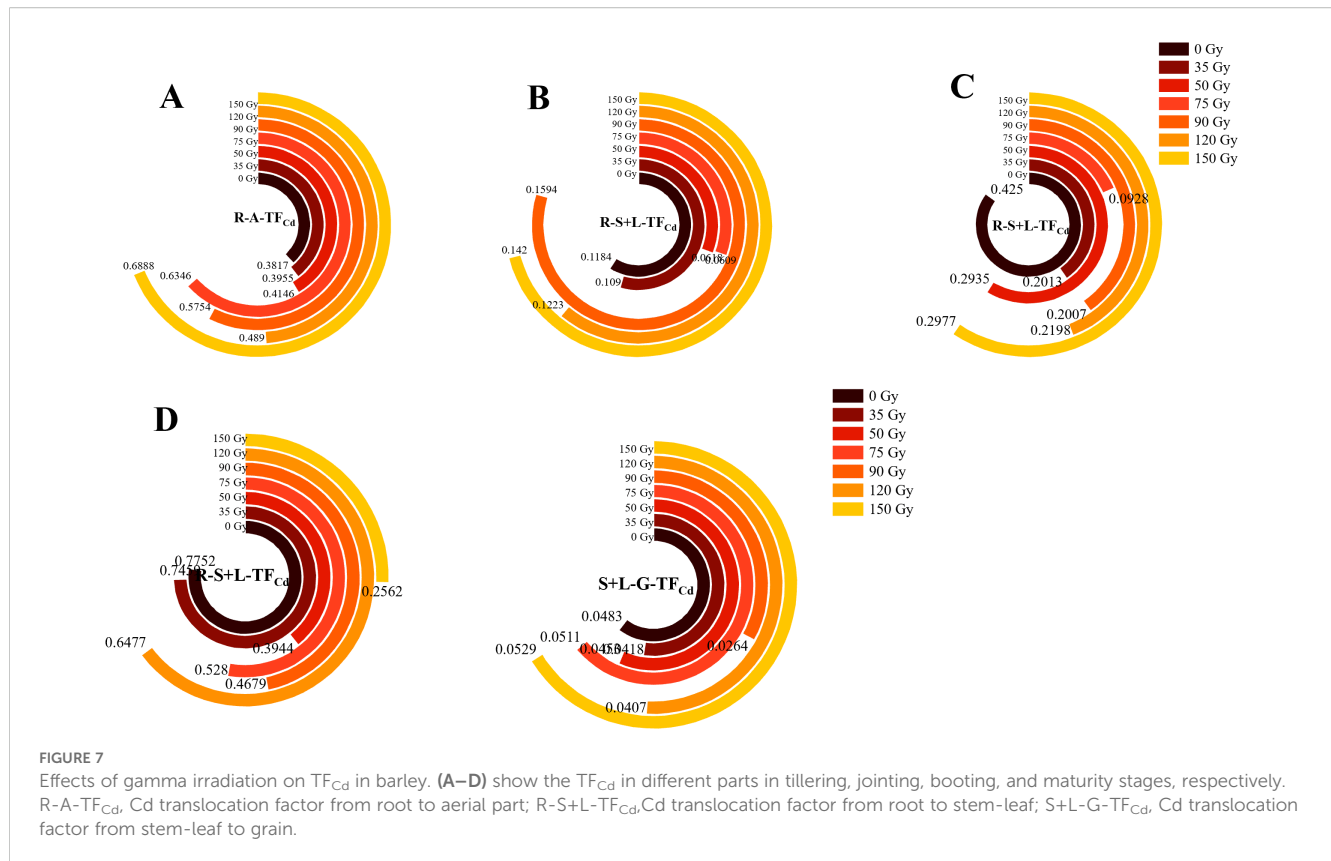 A
150 Gy
120 Gy
90 Gy
75 Gy
50 Gy
35 Gy
0 Gy
R-A-TFCd
0.3817
0.3955
0.4146
0.6346
0.5754
0.489
0.6888
B
150 Gy
120 Gy
90 Gy
75 Gy
50 Gy
35 Gy
0 Gy
R-S+L-TFCd
0.1184
0.109
0.0618
0.0609
0.1594
0.1223
0.142
C
150 Gy
120 Gy
90 Gy
75 Gy
50 Gy
35 Gy
0 Gy
R-S+L-TFCd
0.425
0.2013
0.2935
0.0928
0.2007
0.2198
0.2977
0 Gy
35 Gy
50 Gy
75 Gy
90 Gy
120 Gy
150 Gy
D
150 Gy
120 Gy
90 Gy
75 Gy
50 Gy
35 Gy
0 Gy
R-S+L-TFCd
0.7752
0.3944
0.528
0.4679
0.6477
0.2562
150 Gy
120 Gy
90 Gy
75 Gy
50 Gy
35 Gy
0 Gy
S+L-G-TFCd
0.0483
0.0418
0.0511
0.0264
0.0407
0.0529
0 Gy
35 Gy
50 Gy
75 Gy
90 Gy
120 Gy
150 Gy
FIGURE 7
Effects of gamma irradiation on TFCd in barley. (A–D) show the TFCd in different parts in tillering, jointing, booting, and maturity stages, respectively.
R-A-TFCd, Cd translocation factor from root to aerial part; R-S+L-TFCd,Cd translocation factor from root to stem-leaf; S+L-G-TFCd, Cd translocation
factor from stem-leaf to grain.